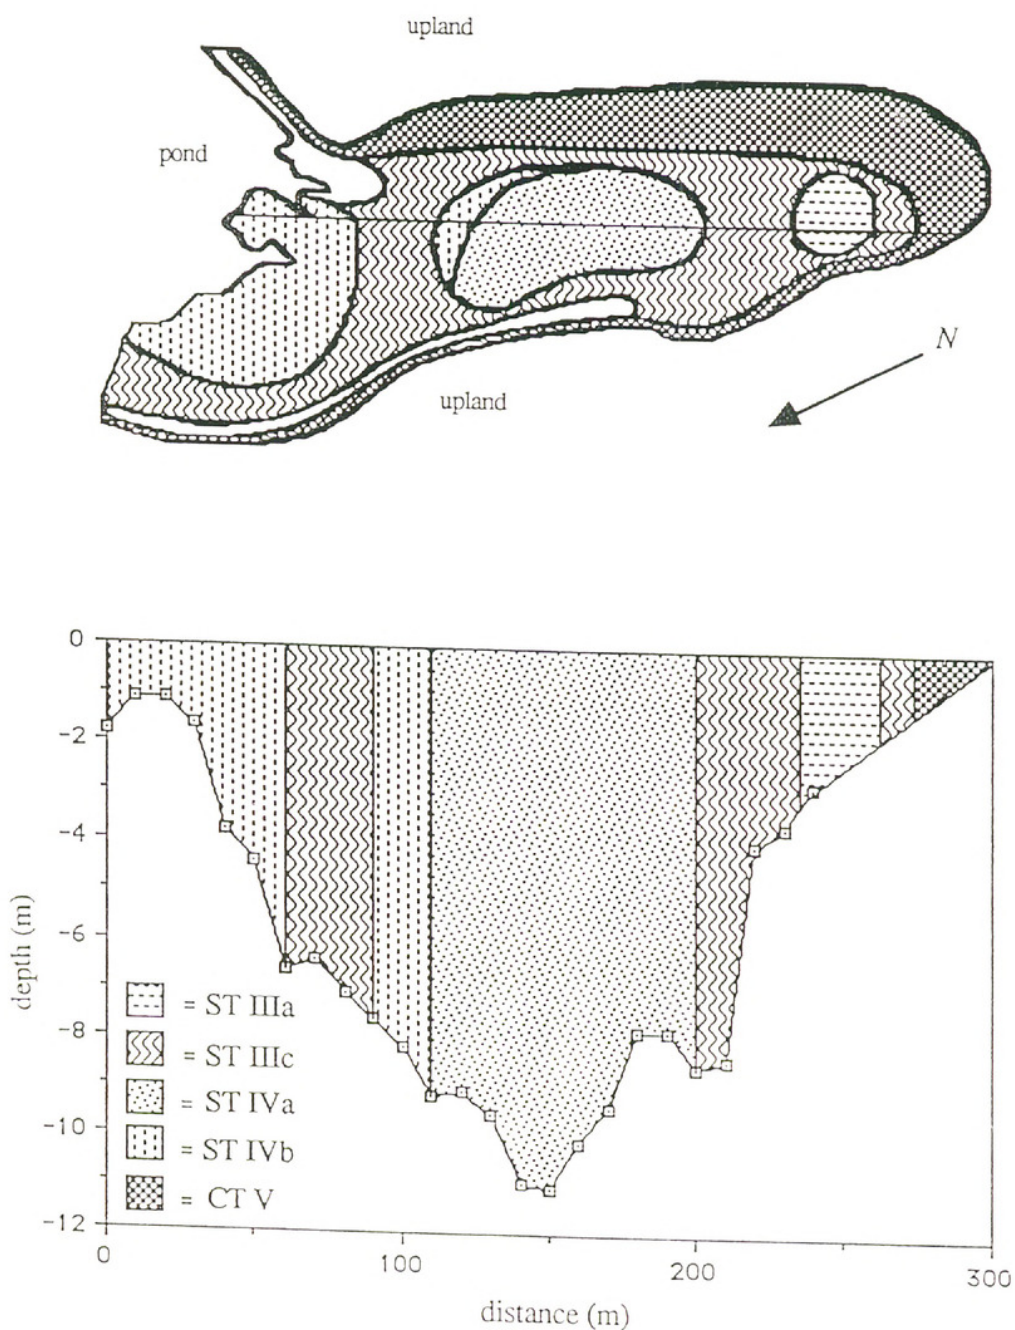 upland
pond
N
upland
0
-2
-4
-6
-8
-10
-12
depth (m)
= ST IIIa
= ST IIIc
= ST IVa
= ST IVb
= CT V
0
100
200
300
distance (m)